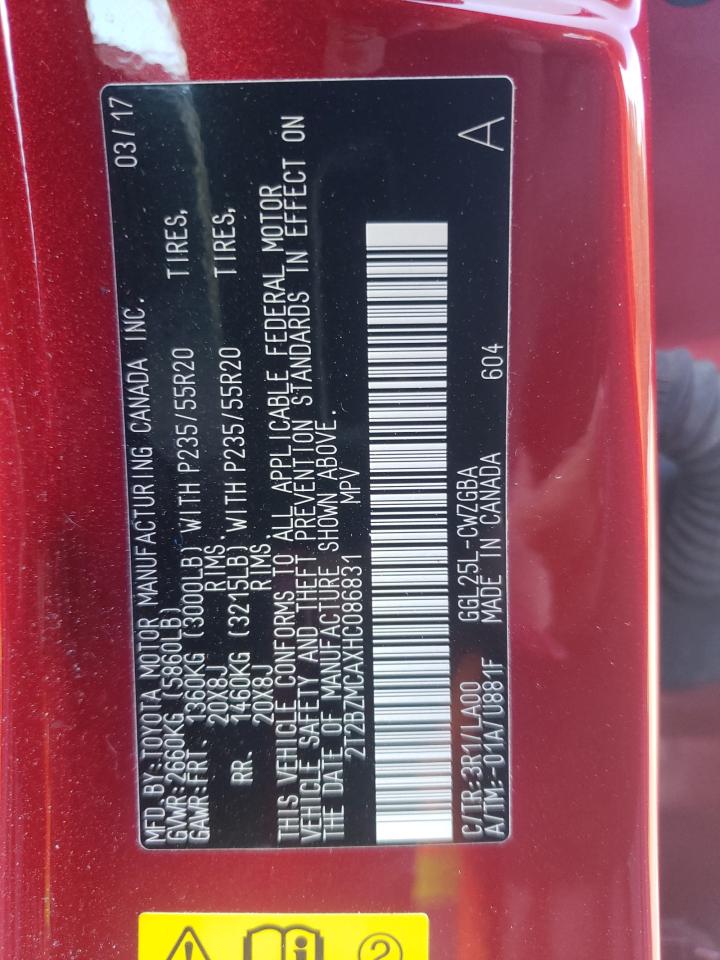 MFD.BY:TOYOTA MOTOR MANUFACTURING CANADA INC. 03/17
GVWR:2660KG (5860LB)
GAWR:FRT. 1360KG (3000LB) WITH P235/55R20 TIRES,
20X8J RIMS,
RR. 1460KG (3215LB) WITH P235/55R20 TIRES,
20X8J RIMS
THIS VEHICLE CONFORMS TO ALL APPLICABLE FEDERAL MOTOR
VEHICLE SAFETY AND THEFT PREVENTION STANDARDS IN EFFECT ON
THE DATE OF MANUFACTURE SHOWN ABOVE.
2T2BZMCAXHC086831 MPV
C/TR:3R1/LA00 GGL25L-CWZGBA A
A/TM:-01A/U881F MADE IN CANADA 604
2